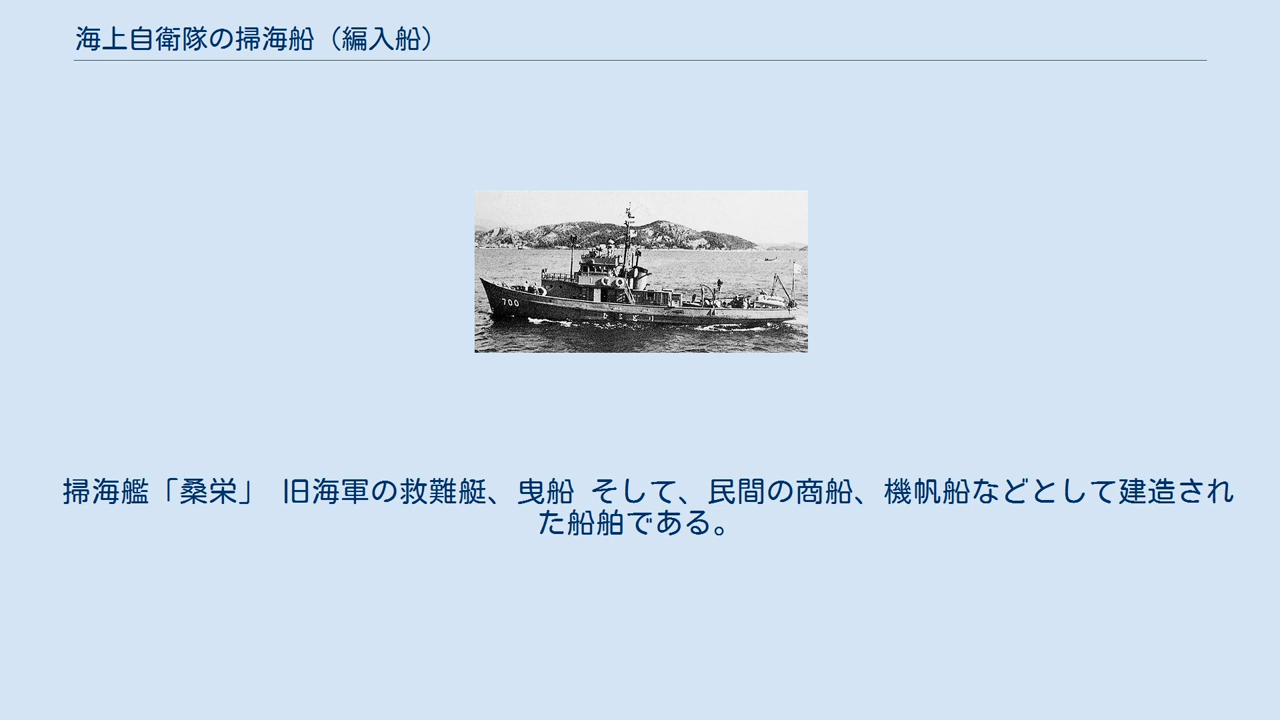 海上自衛隊の掃海船（編入船）
700
掃海艦「桑栄」 旧海軍の救難艇、曳船 そして、民間の商船、機帆船などとして建造され
た船舶である。